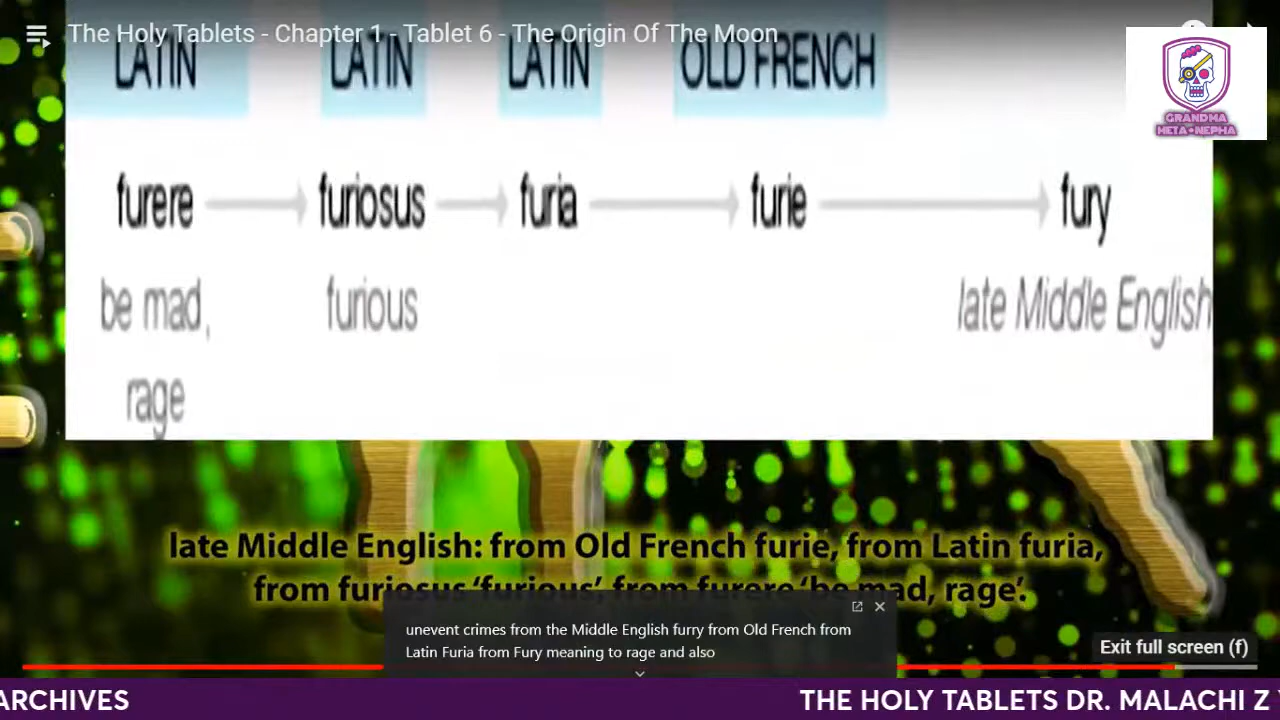 The Holy Tablets - Chapter 1 - Tablet 6 - The Origin Of The Moon
LATIN LATIN LATIN OLD FRENCH
GRANDMA
META•NEPHA
furere furiosus furia furie fury
be mad, furious late Middle English
rage
late Middle English: from Old French furie, from Latin furia,
from furiosus 'furious', from furere 'be mad, rage'.
unevent crimes from the Middle English furry from Old French from
Latin Furia from Fury meaning to rage and also
Exit full screen (f)
ARCHIVES THE HOLY TABLETS DR. MALACHI Z